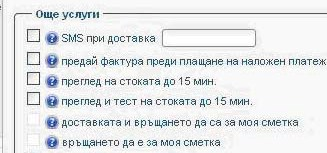 Още услуги
SMS при доставка
предай фактура преди плащане на наложен платеж
преглед на стоката до 15 мин.
преглед и тест на стоката до 15 мин.
доставката и връщането да са за моя сметка
връщането да е за моя сметка